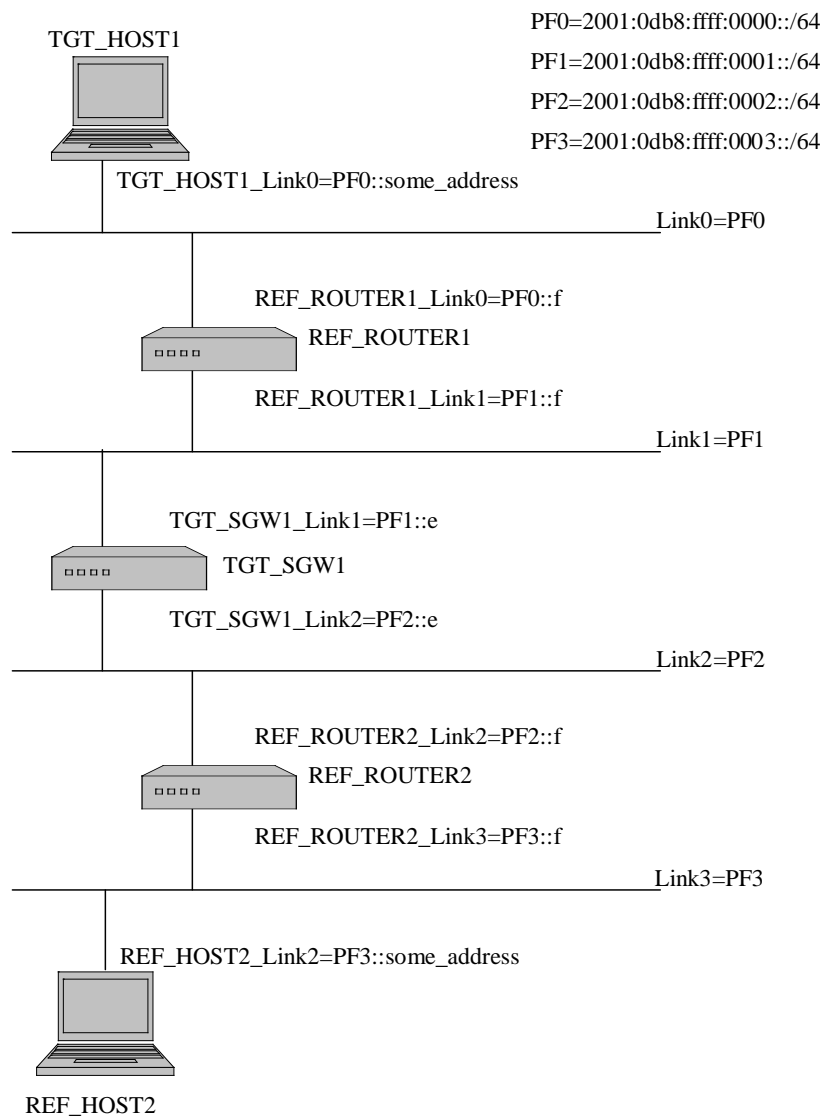 PF0=2001:0db8:ffff:0000::/64
TGT_HOST1
PF1=2001:0db8:ffff:0001::/64
PF2=2001:0db8:ffff:0002::/64
PF3=2001:0db8:ffff:0003::/64
TGT_HOST1_Link0=PF0::some_address
Link0=PF0
REF_ROUTER1_Link0=PF0::f
REF_ROUTER1
REF_ROUTER1_Link1=PF1::f
Link1=PF1
TGT_SGW1_Link1=PF1::e
TGT_SGW1
TGT_SGW1_Link2=PF2::e
Link2=PF2
REF_ROUTER2_Link2=PF2::f
REF_ROUTER2
REF_ROUTER2_Link3=PF3::f
Link3=PF3
REF_HOST2_Link2=PF3::some_address
REF_HOST2